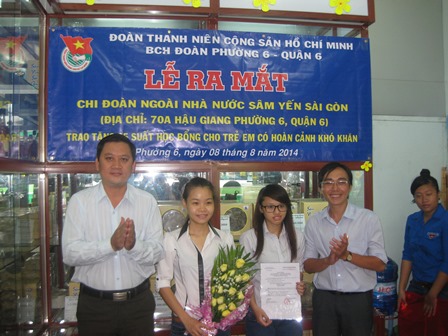 ĐOÀN THANH NIÊN CỘNG SẢN HỒ CHÍ MINH
BCH ĐOÀN PHƯỜNG 6 - QUẬN 6
LỄ RA MẮT
CHI ĐOÀN NGOÀI NHÀ NƯỚC SÂM YẾN SÀI GÒN
(ĐỊA CHỈ: 70A HẬU GIANG PHƯỜNG 6, QUẬN 6)
TRAO TẶNG SUẤT HỌC BỔNG CHO TRẺ EM CÓ HOÀN CẢNH KHÓ KHĂN
Phường 6, ngày 08 tháng 8 năm 2014